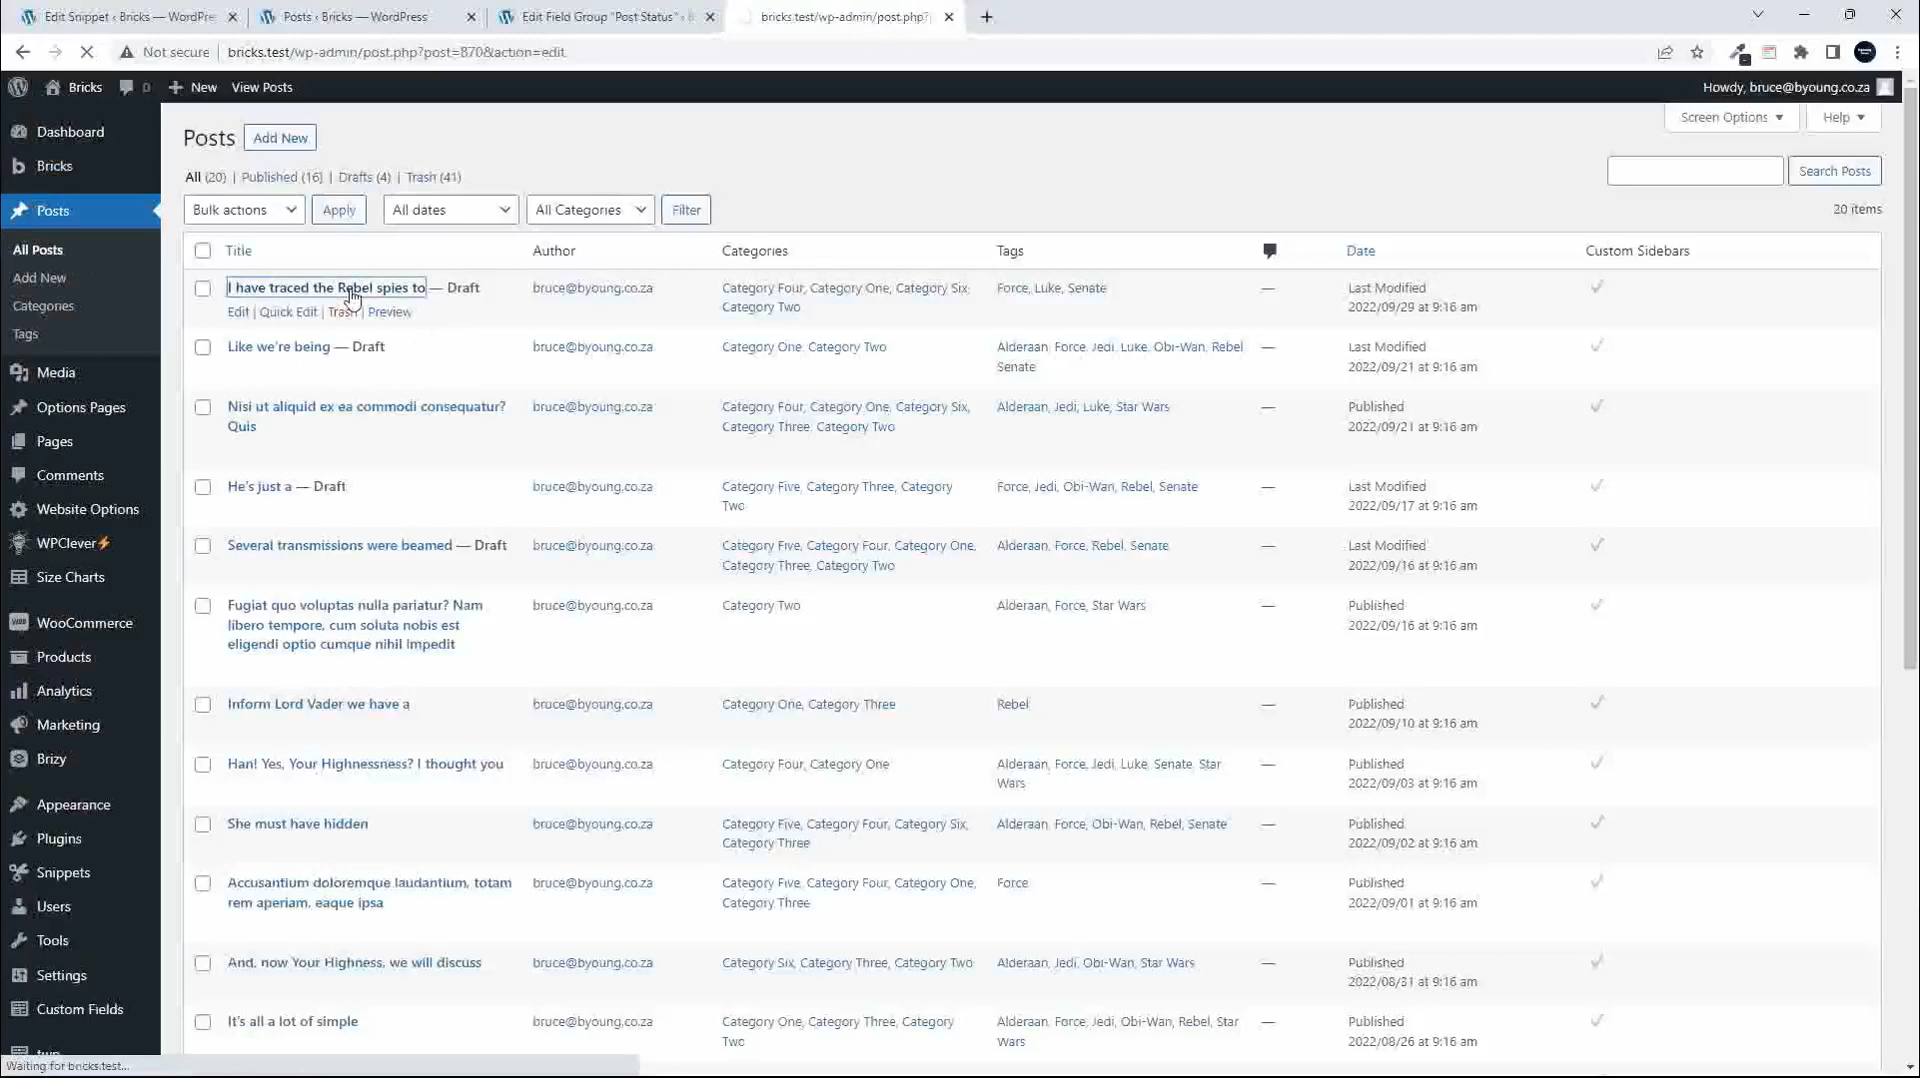 Edit Snippet ‹ Bricks — WordPre
Posts ‹ Bricks — WordPress
Edit Field Group "Post Status" ‹
bricks.test/wp-admin/post.php?
Not secure
bricks.test/wp-admin/post.php?post=870&action=edit
Bricks
0
New
View Posts
Howdy, bruce@byoung.co.za
Dashboard
Bricks
Posts
All Posts
Add New
Categories
Tags
Media
Options Pages
Pages
Comments
Website Options
WPClever⚡
Size Charts
WooCommerce
Products
Analytics
Marketing
Brizy
Appearance
Plugins
Snippets
Users
Tools
Settings
Custom Fields
Waiting for bricks.test...
Posts
Add New
Screen Options
Help
All (20) | Published (16) | Drafts (4) | Trash (41)
Search Posts
Bulk actions
Apply
All dates
All Categories
Filter
20 items
Title
Author
Categories
Tags
Date
Custom Sidebars
I have traced the Rebel spies to — Draft
Edit | Quick Edit | Trash | Preview
bruce@byoung.co.za
Category Four, Category One, Category Six,
Category Two
Force, Luke, Senate
—
Last Modified
2022/09/29 at 9:16 am
Like we're being — Draft
bruce@byoung.co.za
Category One, Category Two
Alderaan, Force, Jedi, Luke, Obi-Wan, Rebel,
Senate
—
Last Modified
2022/09/21 at 9:16 am
Nisi ut aliquid ex ea commodi consequatur?
Quis
bruce@byoung.co.za
Category Four, Category One, Category Six,
Category Three, Category Two
Alderaan, Jedi, Luke, Star Wars
—
Published
2022/09/21 at 9:16 am
He's just a — Draft
bruce@byoung.co.za
Category Five, Category Three, Category
Two
Force, Jedi, Obi-Wan, Rebel, Senate
—
Last Modified
2022/09/17 at 9:16 am
Several transmissions were beamed — Draft
bruce@byoung.co.za
Category Five, Category Four, Category One,
Category Three, Category Two
Alderaan, Force, Rebel, Senate
—
Last Modified
2022/09/16 at 9:16 am
Fugiat quo voluptas nulla pariatur? Nam
libero tempore, cum soluta nobis est
eligendi optio cumque nihil impedit
bruce@byoung.co.za
Category Two
Alderaan, Force, Star Wars
—
Published
2022/09/16 at 9:16 am
Inform Lord Vader we have a
bruce@byoung.co.za
Category One, Category Three
Rebel
—
Published
2022/09/10 at 9:16 am
Han! Yes, Your Highnessness? I thought you
bruce@byoung.co.za
Category Four, Category One
Alderaan, Force, Jedi, Luke, Senate, Star
Wars
—
Published
2022/09/03 at 9:16 am
She must have hidden
bruce@byoung.co.za
Category Five, Category Four, Category Six,
Category Three
Alderaan, Force, Obi-Wan, Rebel, Senate
—
Published
2022/09/02 at 9:16 am
Accusantium doloremque laudantium, totam
rem aperiam, eaque ipsa
bruce@byoung.co.za
Category Five, Category Four, Category One,
Category Three
Force
—
Published
2022/09/01 at 9:16 am
And, now Your Highness, we will discuss
bruce@byoung.co.za
Category Six, Category Three, Category Two
Alderaan, Jedi, Obi-Wan, Star Wars
—
Published
2022/08/31 at 9:16 am
It's all a lot of simple
bruce@byoung.co.za
Category One, Category Three, Category
Two
Alderaan, Force, Jedi, Obi-Wan, Rebel, Star
Wars
—
Published
2022/08/26 at 9:16 am